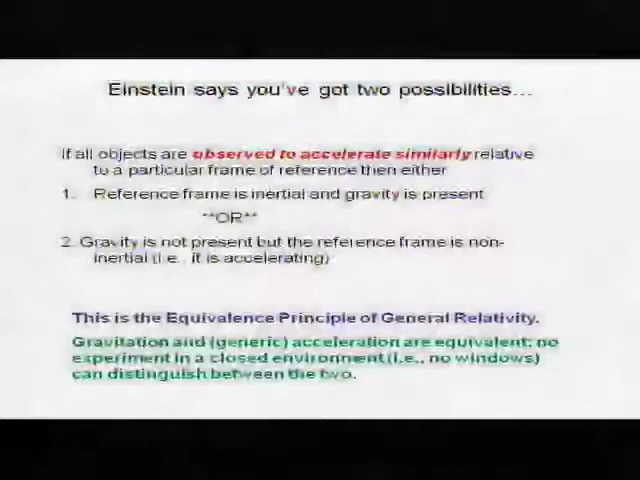 Einstein says you've got two possibilities...
If all objects are observed to accelerate similarly relative
to a particular frame of reference then either
1. Reference frame is inertial and gravity is present
**OR**
2. Gravity is not present but the reference frame is non-
inertial (i.e., it is accelerating)
This is the Equivalence Principle of General Relativity.
Gravitation and (generic) acceleration are equivalent; no
experiment in a closed environment (i.e., no windows)
can distinguish between the two.